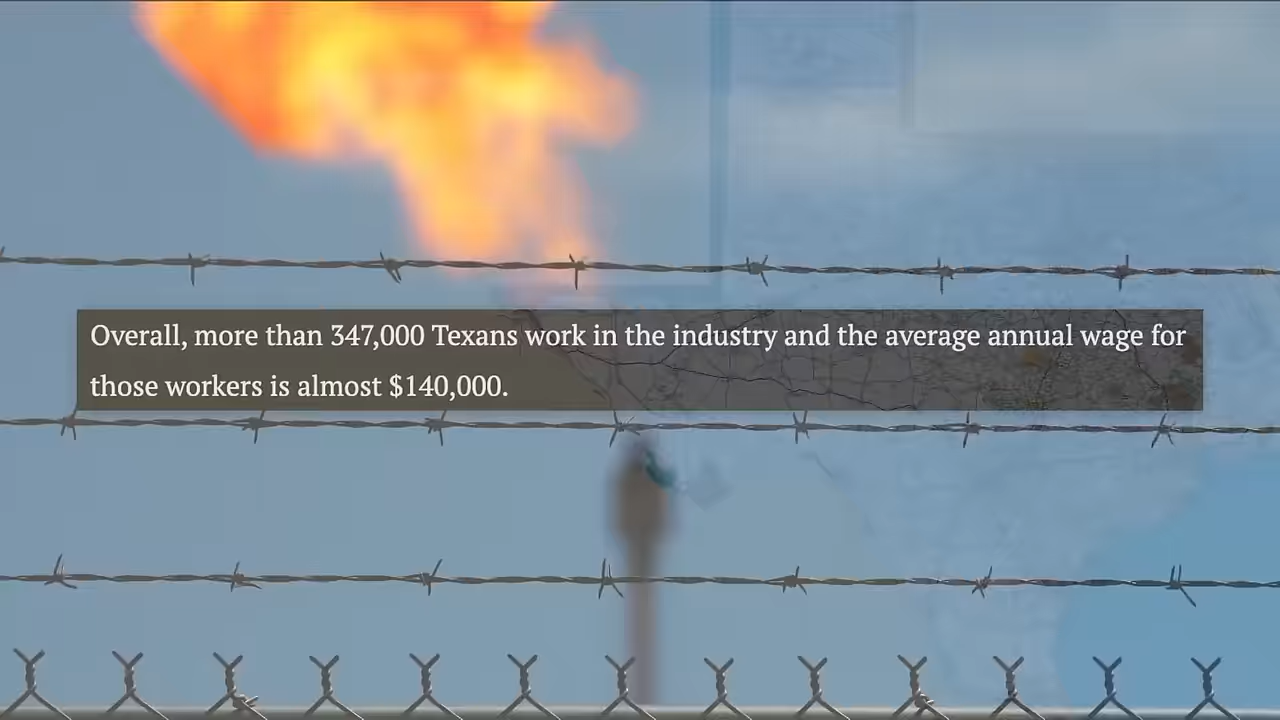 Overall, more than 347,000 Texans work in the industry and the average annual wage for
those workers is almost $140,000.